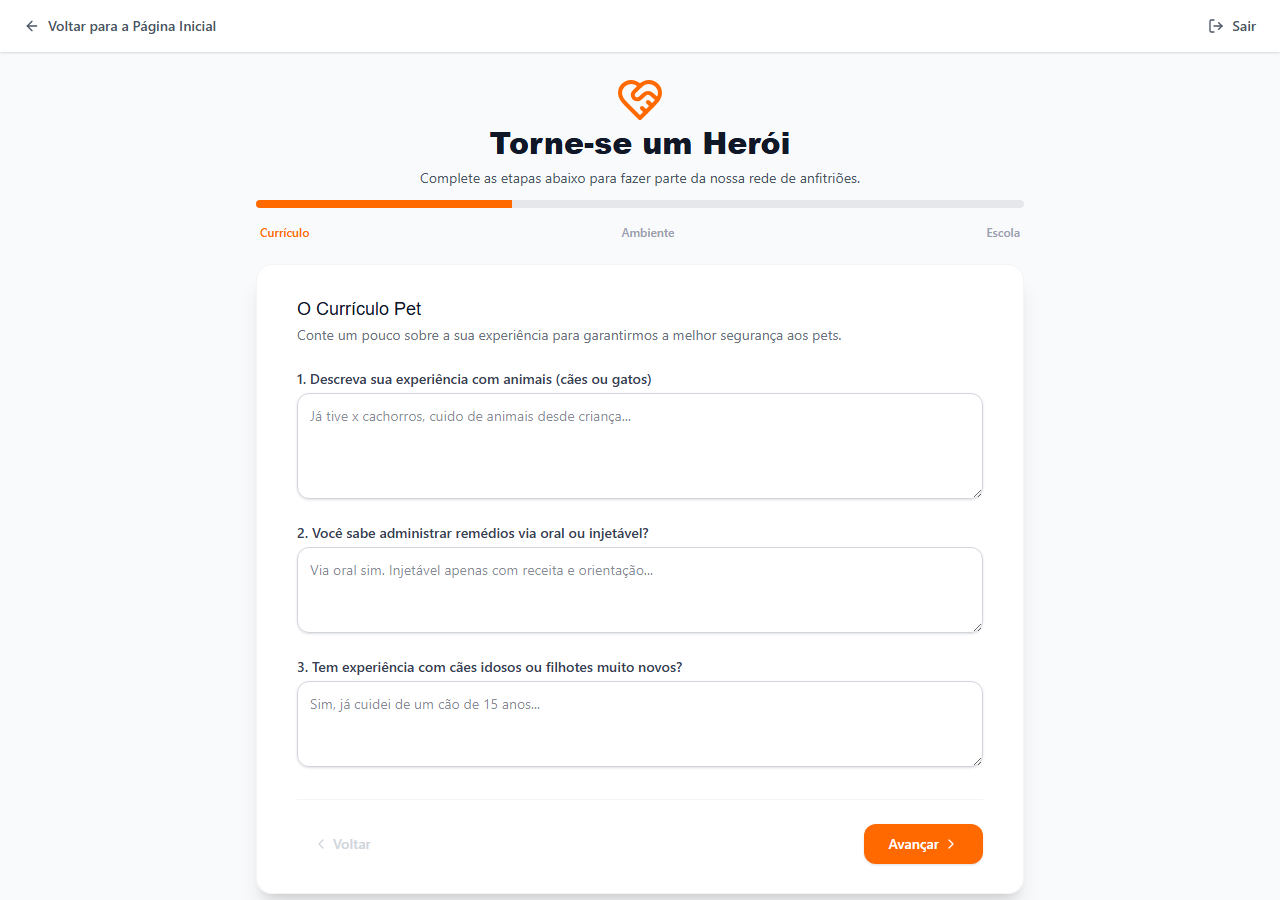 Voltar para a Página Inicial
Sair
Torne-se um Herói
Complete as etapas abaixo para fazer parte da nossa rede de anfitriões.
Currículo
Ambiente
Escola
O Currículo Pet
Conte um pouco sobre a sua experiência para garantirmos a melhor segurança aos pets.
1. Descreva sua experiência com animais (cães ou gatos)
Já tive x cachorros, cuido de animais desde criança...
2. Você sabe administrar remédios via oral ou injetável?
Via oral sim. Injetável apenas com receita e orientação...
3. Tem experiência com cães idosos ou filhotes muito novos?
Sim, já cuidei de um cão de 15 anos...
Voltar
Avançar